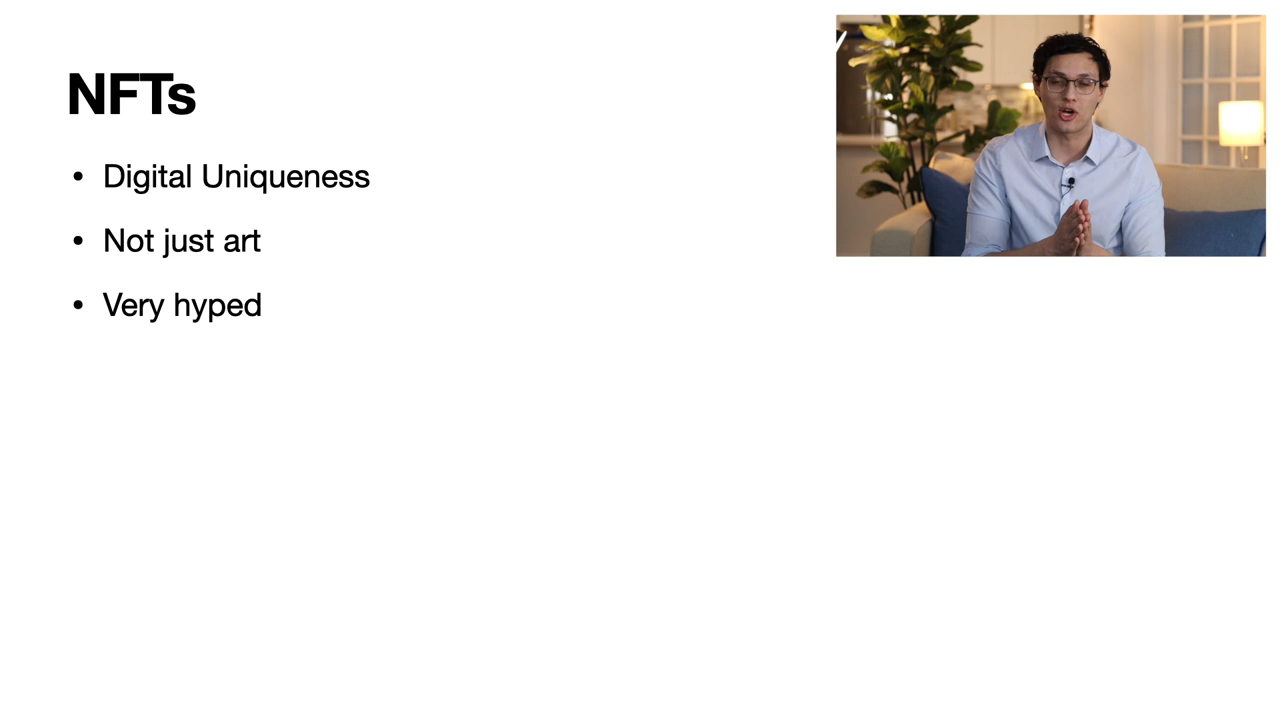 NFTs
• Digital Uniqueness
• Not just art
• Very hyped